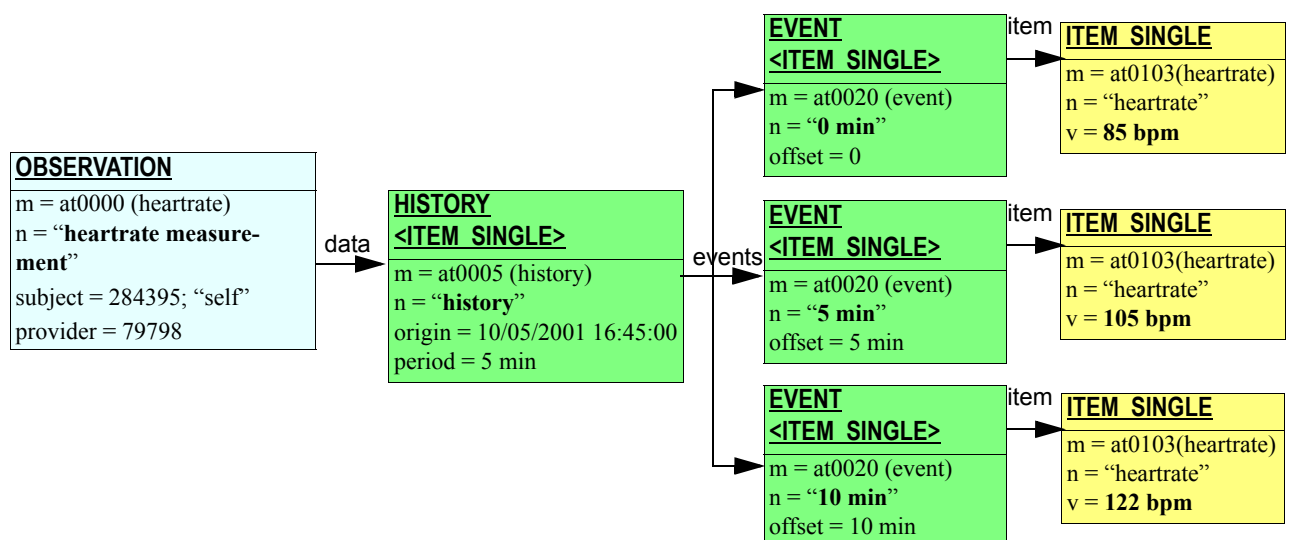 OBSERVATION
m = at0000 (heartrate)
n = “heartrate measure-
ment”
subject = 284395; “self”
provider = 79798
data
HISTORY
<ITEM_SINGLE>
m = at0005 (history)
n = “history”
origin = 10/05/2001 16:45:00
period = 5 min
events
EVENT
<ITEM_SINGLE>
m = at0020 (event)
n = “0 min”
offset = 0
item
ITEM_SINGLE
m = at0103(heartrate)
n = “heartrate”
v = 85 bpm
EVENT
<ITEM_SINGLE>
m = at0020 (event)
n = “5 min”
offset = 5 min
item
ITEM_SINGLE
m = at0103(heartrate)
n = “heartrate”
v = 105 bpm
EVENT
<ITEM_SINGLE>
m = at0020 (event)
n = “10 min”
offset = 10 min
item
ITEM_SINGLE
m = at0103(heartrate)
n = “heartrate”
v = 122 bpm